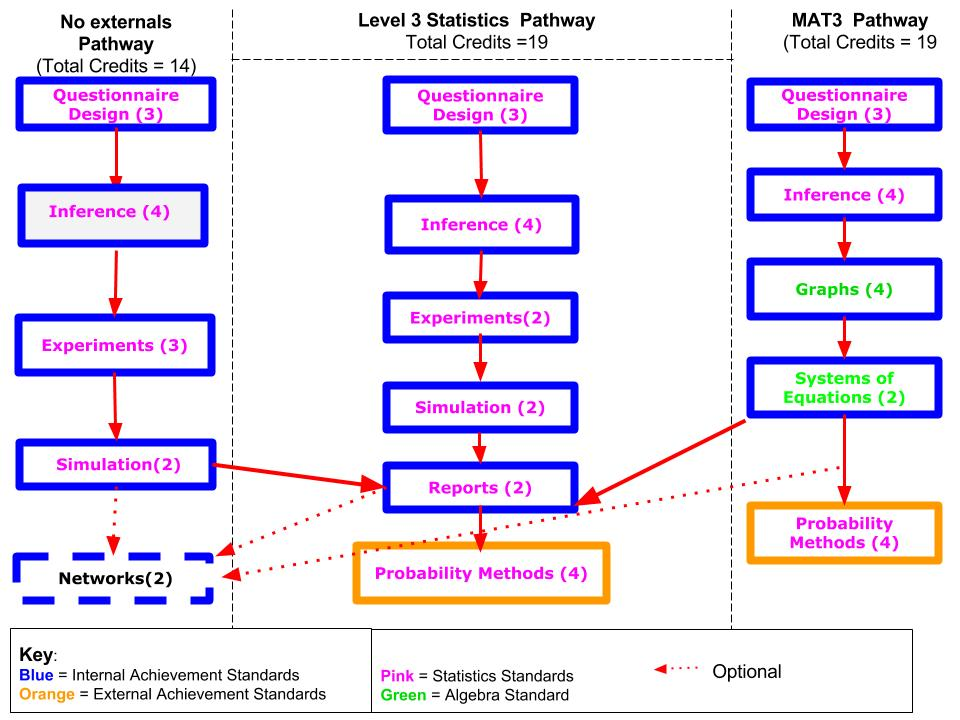 No externals
Pathway
(Total Credits = 14)
Questionnaire
Design (3)
Inference (4)
Experiments (3)
Simulation(2)
Networks(2)
Level 3 Statistics Pathway
Total Credits =19
Questionnaire
Design (3)
Inference (4)
Experiments(2)
Simulation (2)
Reports (2)
Probability Methods (4)
MAT3 Pathway
(Total Credits = 19
Questionnaire
Design (3)
Inference (4)
Graphs (4)
Systems of
Equations (2)
Probability
Methods (4)
Key:
Blue = Internal Achievement Standards
Orange = External Achievement Standards
Pink = Statistics Standards
Green = Algebra Standard
Optional